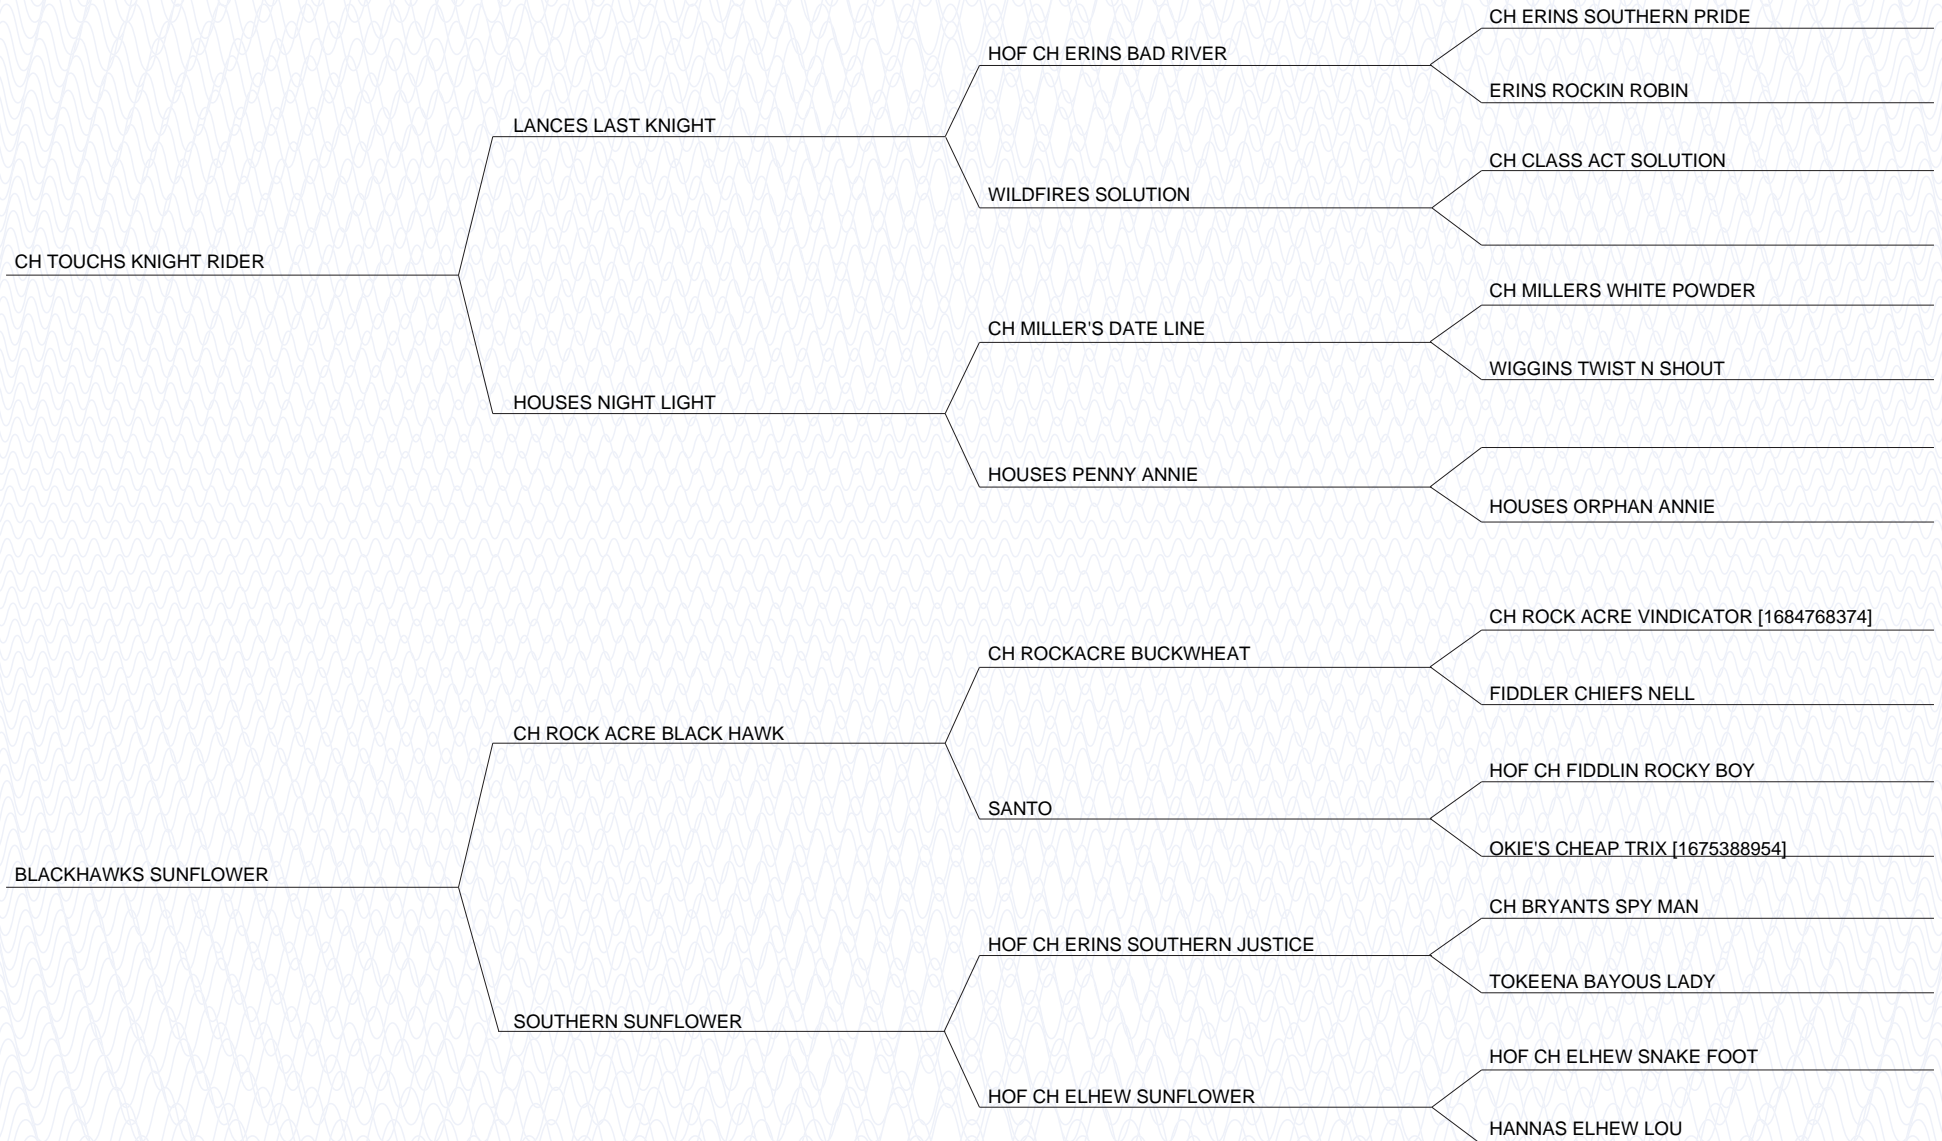 CH ERINS SOUTHERN PRIDE
HOF CH ERINS BAD RIVER
ERINS ROCKIN ROBIN
LANCES LAST KNIGHT
CH CLASS ACT SOLUTION
WILDFIRES SOLUTION
CH TOUCHS KNIGHT RIDER
CH MILLERS WHITE POWDER
CH MILLER'S DATE LINE
WIGGINS TWIST N SHOUT
HOUSES NIGHT LIGHT
HOUSES PENNY ANNIE
HOUSES ORPHAN ANNIE
CH ROCK ACRE VINDICATOR [1684768374]
CH ROCKACRE BUCKWHEAT
FIDDLER CHIEFS NELL
CH ROCK ACRE BLACK HAWK
HOF CH FIDDLIN ROCKY BOY
SANTO
OKIE'S CHEAP TRIX [1675388954]
BLACKHAWKS SUNFLOWER
CH BRYANTS SPY MAN
HOF CH ERINS SOUTHERN JUSTICE
TOKEENA BAYOUS LADY
SOUTHERN SUNFLOWER
HOF CH ELHEW SNAKE FOOT
HOF CH ELHEW SUNFLOWER
HANNAS ELHEW LOU